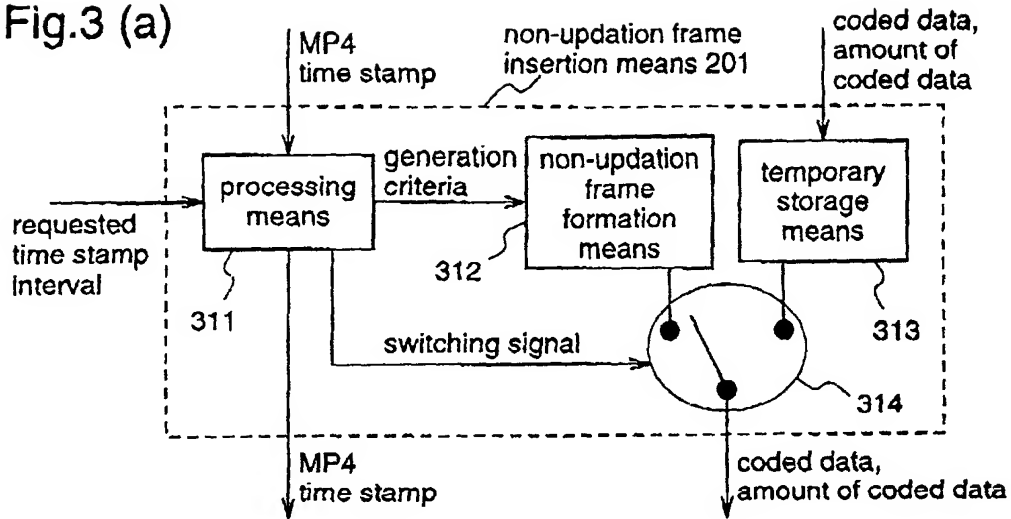 Fig.3 (a)
MP4
time stamp
non-updation frame
insertion means 201
coded data,
amount of
coded data
requested
time stamp
interval
processing
means
generation
criteria
non-updation
frame
formation
means
temporary
storage
means
311
312
313
switching signal
314
MP4
time stamp
coded data,
amount of coded data